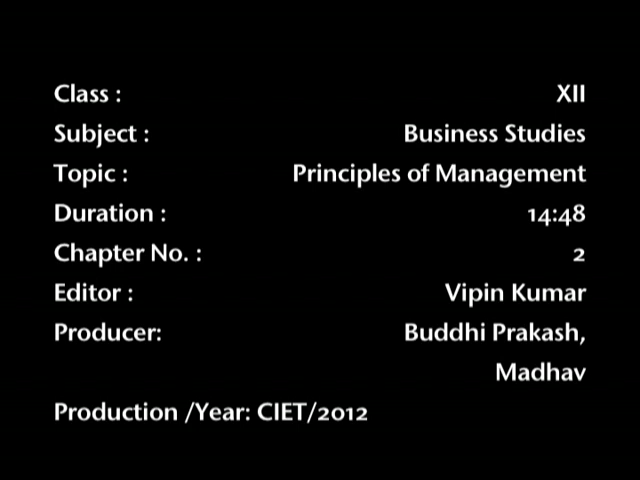 Class : XII
Subject : Business Studies
Topic : Principles of Management
Duration : 14:48
Chapter No. : 2
Editor : Vipin Kumar
Producer: Buddhi Prakash,
Madhav
Production /Year: CIET/2012